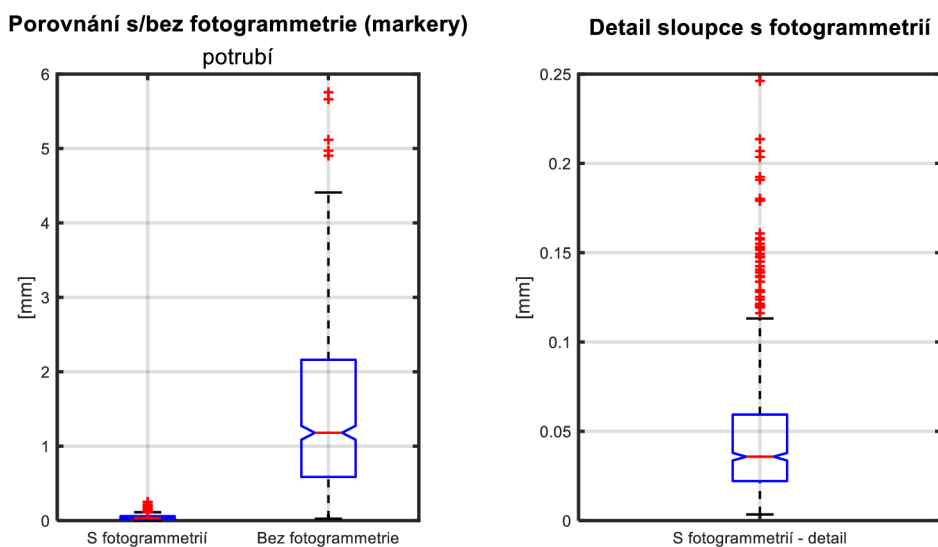 Porovnání s/bez fotogrammetrie (markery)
potrubí
6
5
4
3
2
1
0
[mm]
S fotogrammetrií
Bez fotogrammetrie
Detail sloupce s fotogrammetrií
0.25
0.2
0.15
0.1
0.05
0
[mm]
S fotogrammetrií - detail